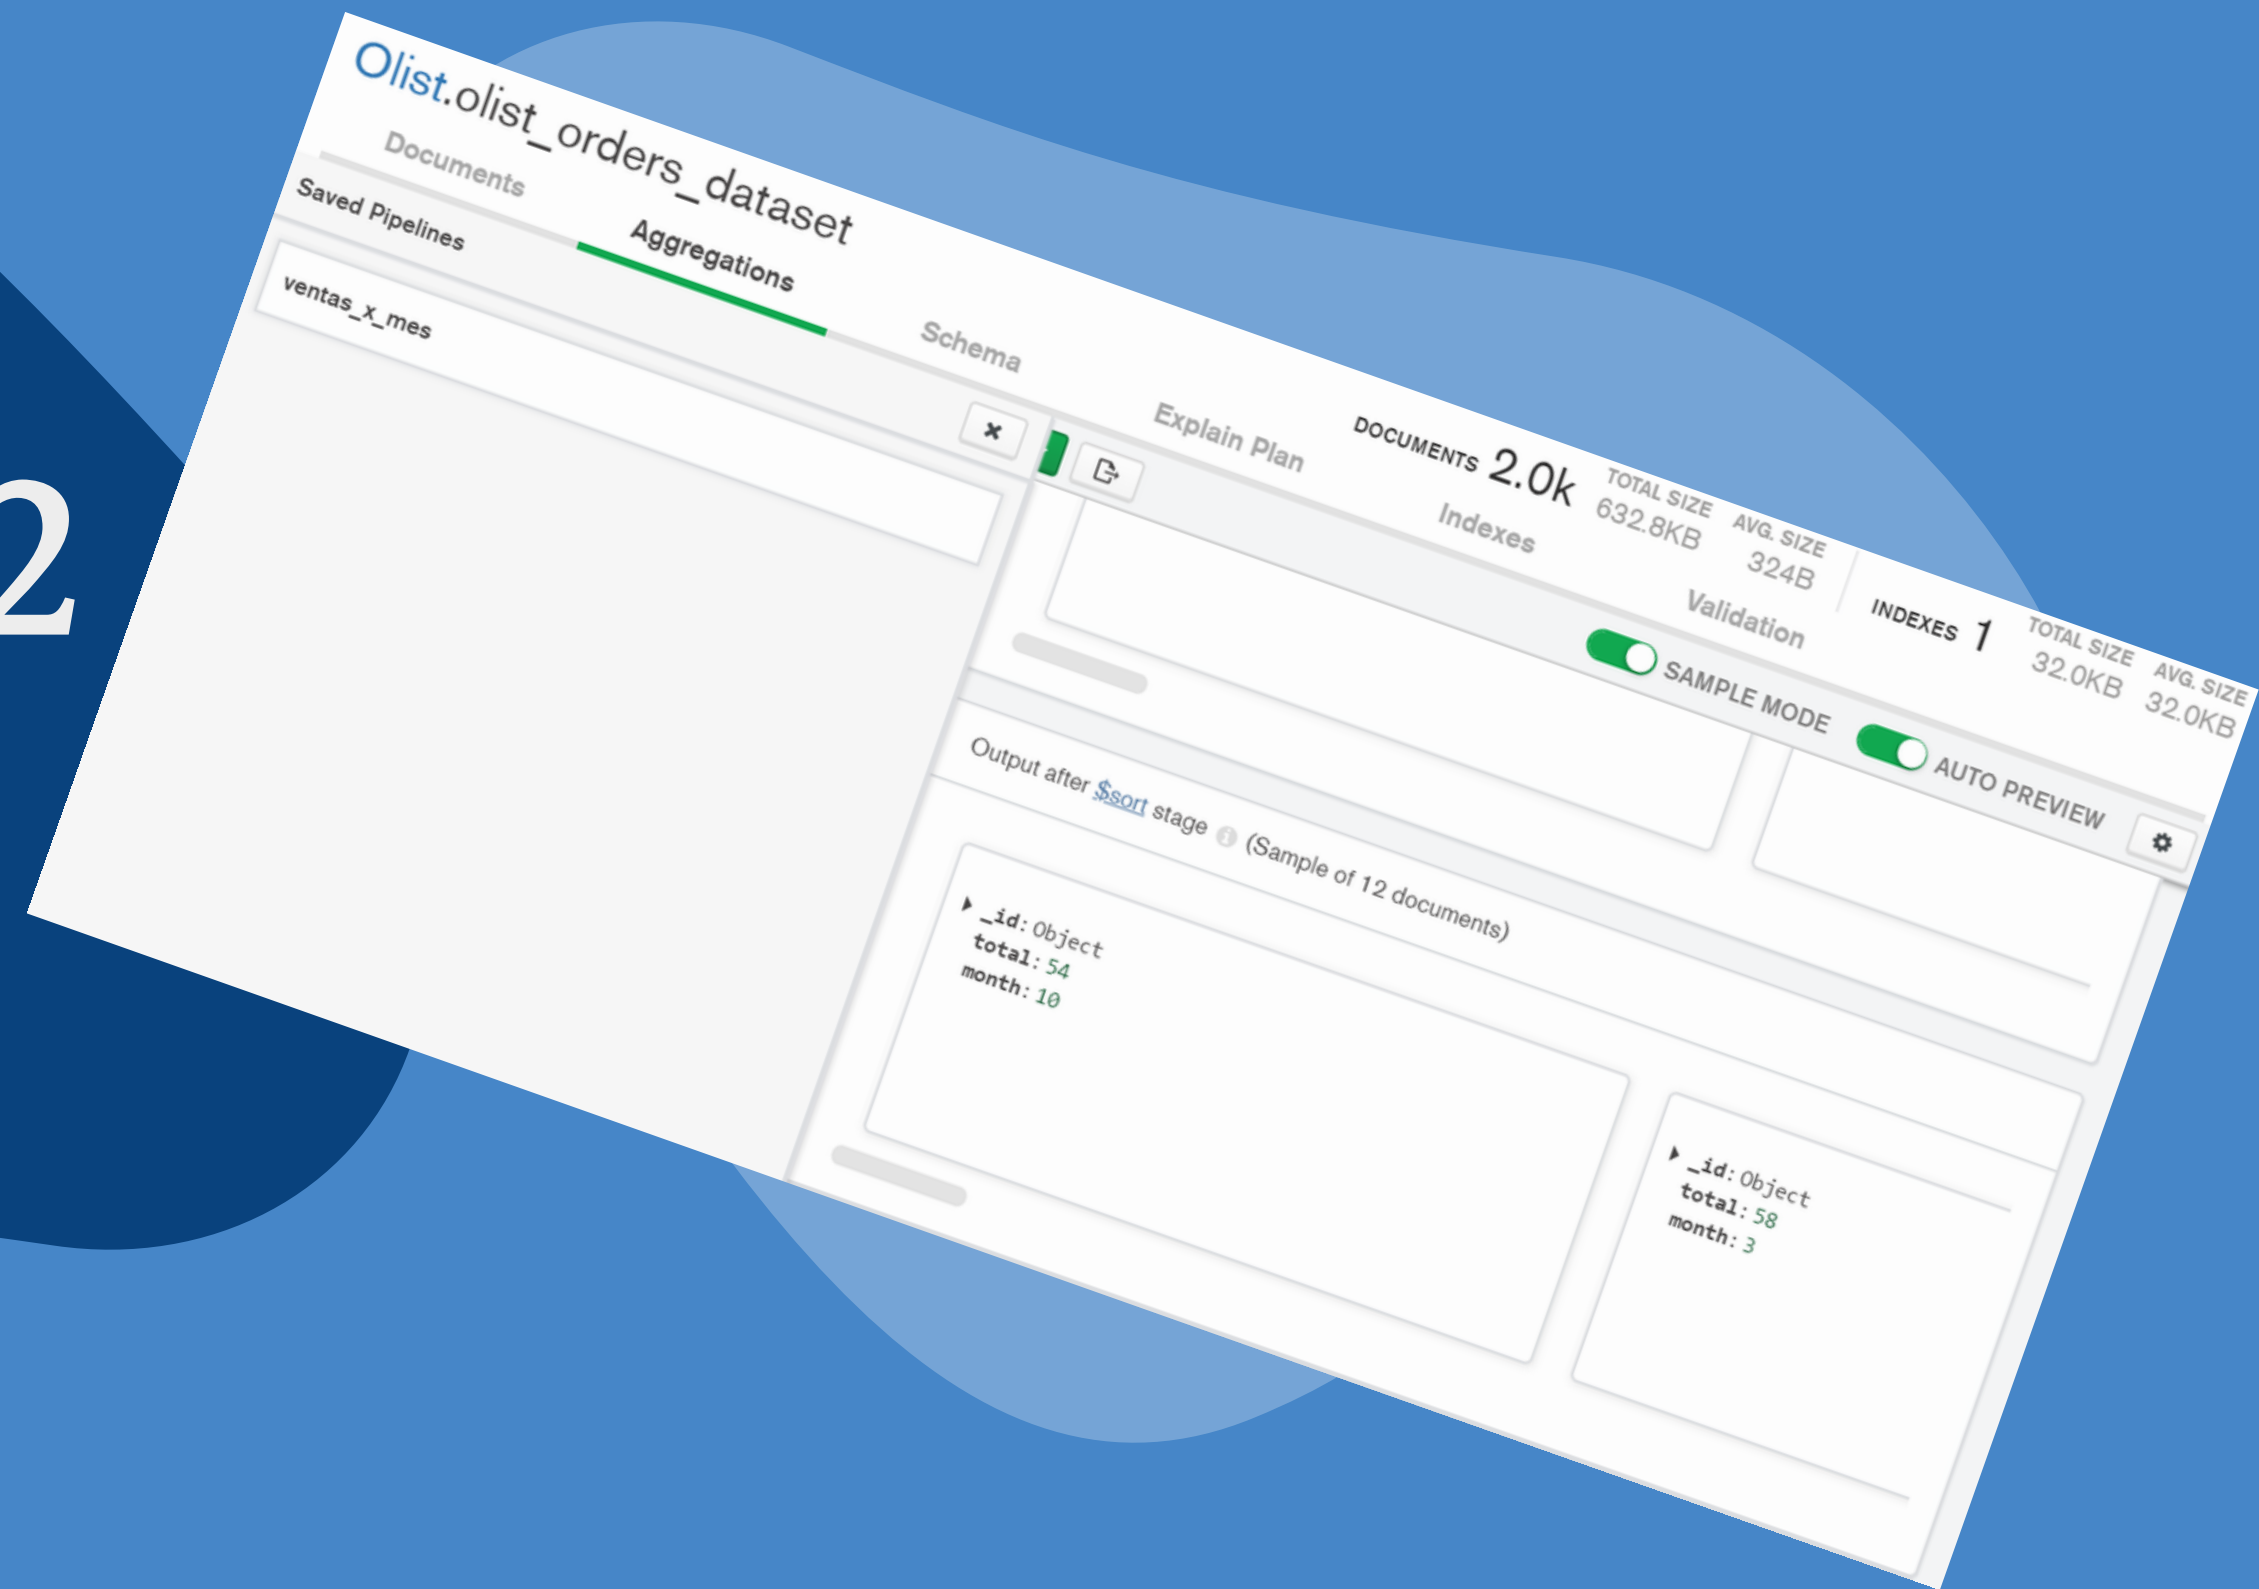 2
Olist.olist_orders_dataset
DOCUMENTS 2.0k
TOTAL SIZE
632.8KB
AVG. SIZE
324B
INDEXES 1
TOTAL SIZE
32.0KB
AVG. SIZE
32.0KB
Documents
Aggregations
Schema
Explain Plan
Indexes
Validation
Saved Pipelines
SAMPLE MODE
AUTO PREVIEW
ventas_x_mes
Output after $sort stage (Sample of 12 documents)
_id: Object
total: 54
month: 10
_id: Object
total: 58
month: 3